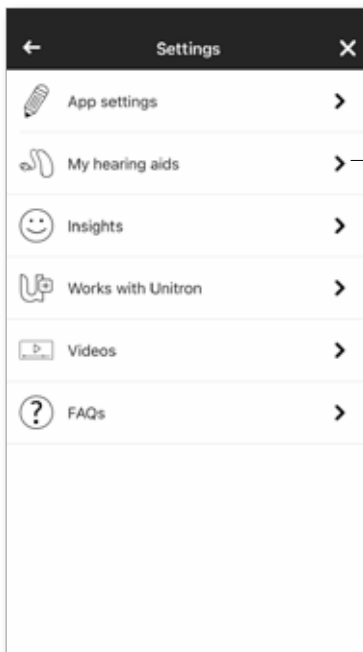 Settings
App settings
My hearing aids
Insights
Works with Unitron
Videos
FAQs